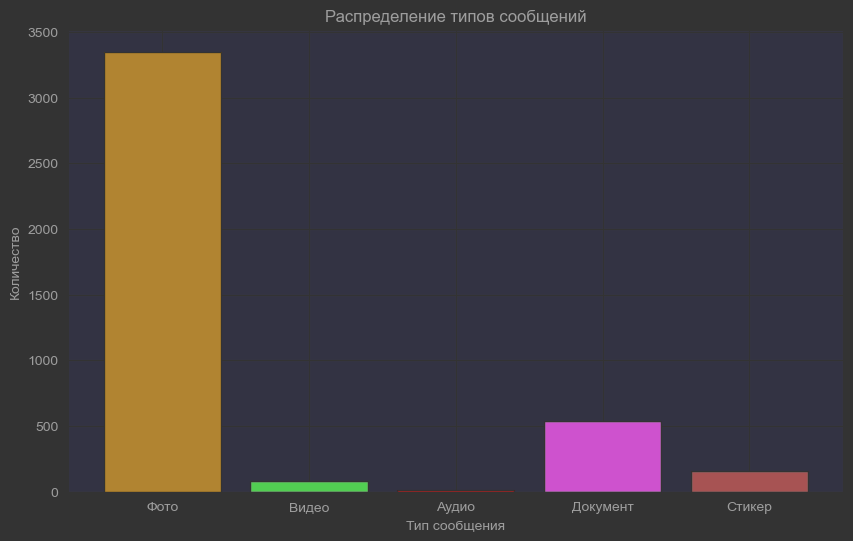 Распределение типов сообщений
Количество
3500
3000
2500
2000
1500
1000
500
0
Фото
Видео
Аудио
Документ
Стикер
Тип сообщения